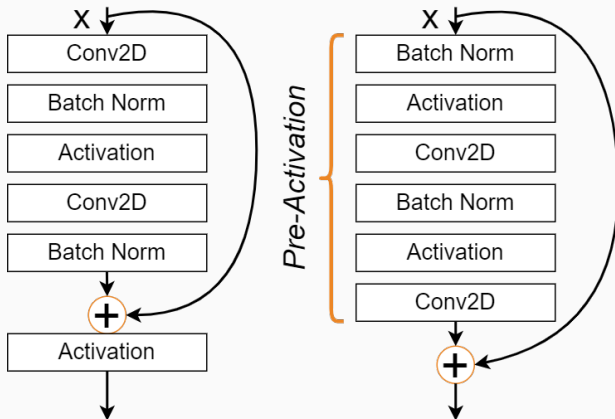 X
Conv2D
Batch Norm
Activation
Conv2D
Batch Norm
+
Activation
Pre-Activation
X
Batch Norm
Activation
Conv2D
Batch Norm
Activation
Conv2D
+